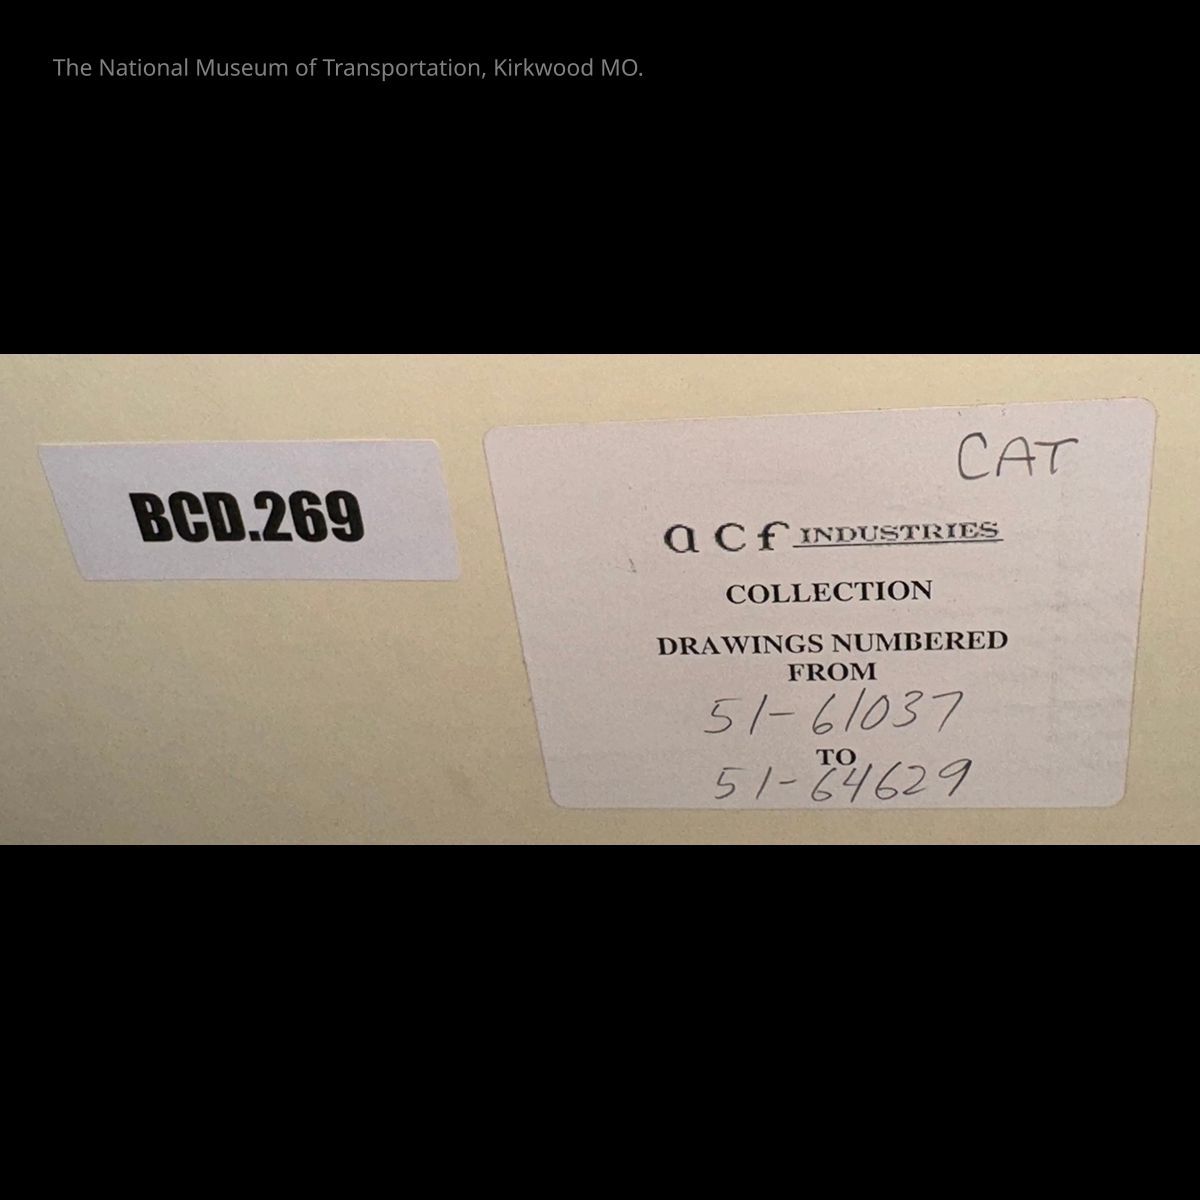 The National Museum of Transportation, Kirkwood MO.
BCD.269
CAT
acf INDUSTRIES
COLLECTION
DRAWINGS NUMBERED
FROM
51-61037
TO
51-64629